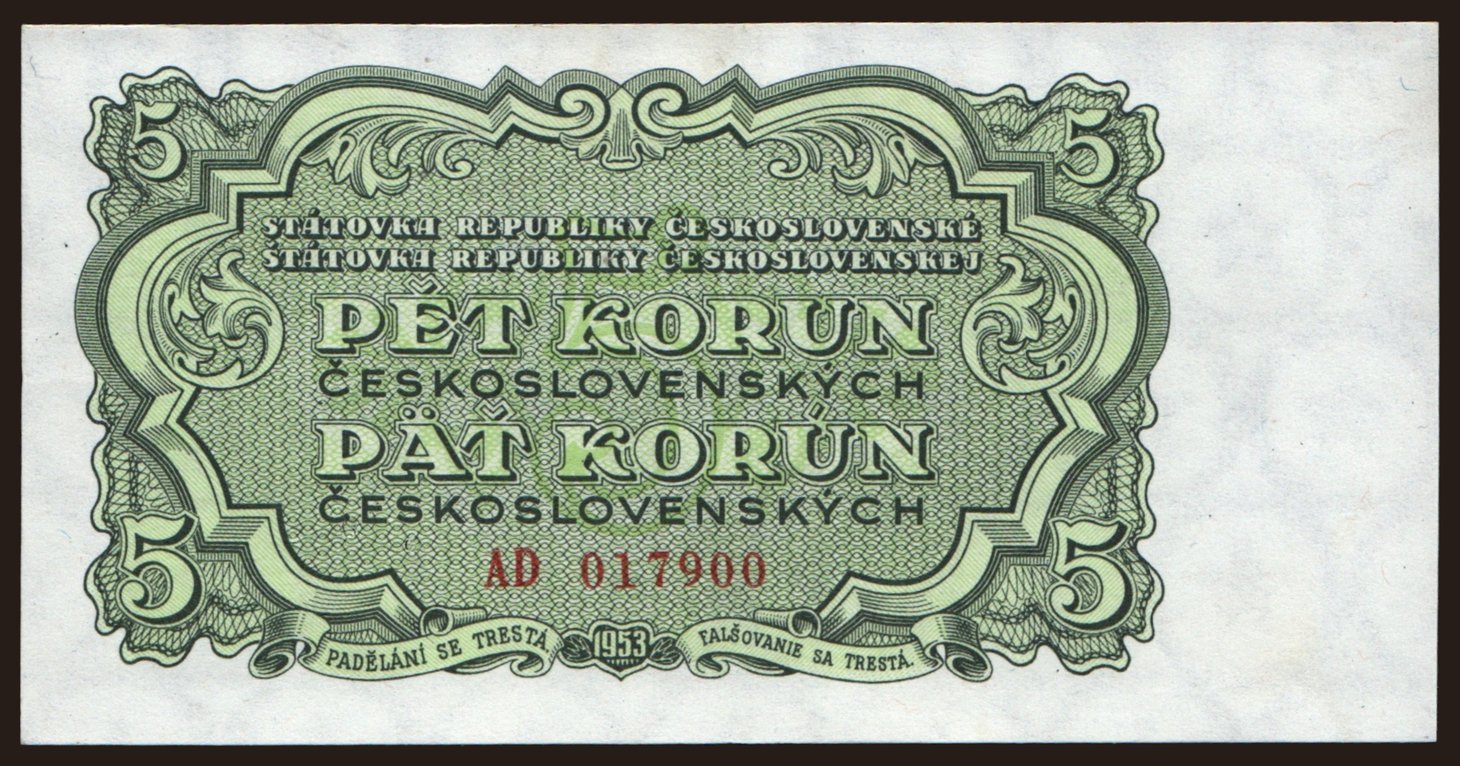 5 5
STÁTOVKA REPUBLIKY ČESKOSLOVENSKÉ
ŠTÁTOVKA REPUBLIKY ČESKOSLOVENSKEJ
PĚT KORUN
ČESKOSLOVENSKÝCH
PÄŤ KORÚN
ČESKOSLOVENSKÝCH
5 5
AD 017900
PADĚLÁNÍ SE TRESTÁ 1953 FALŠOVANIE SA TRESTÁ.